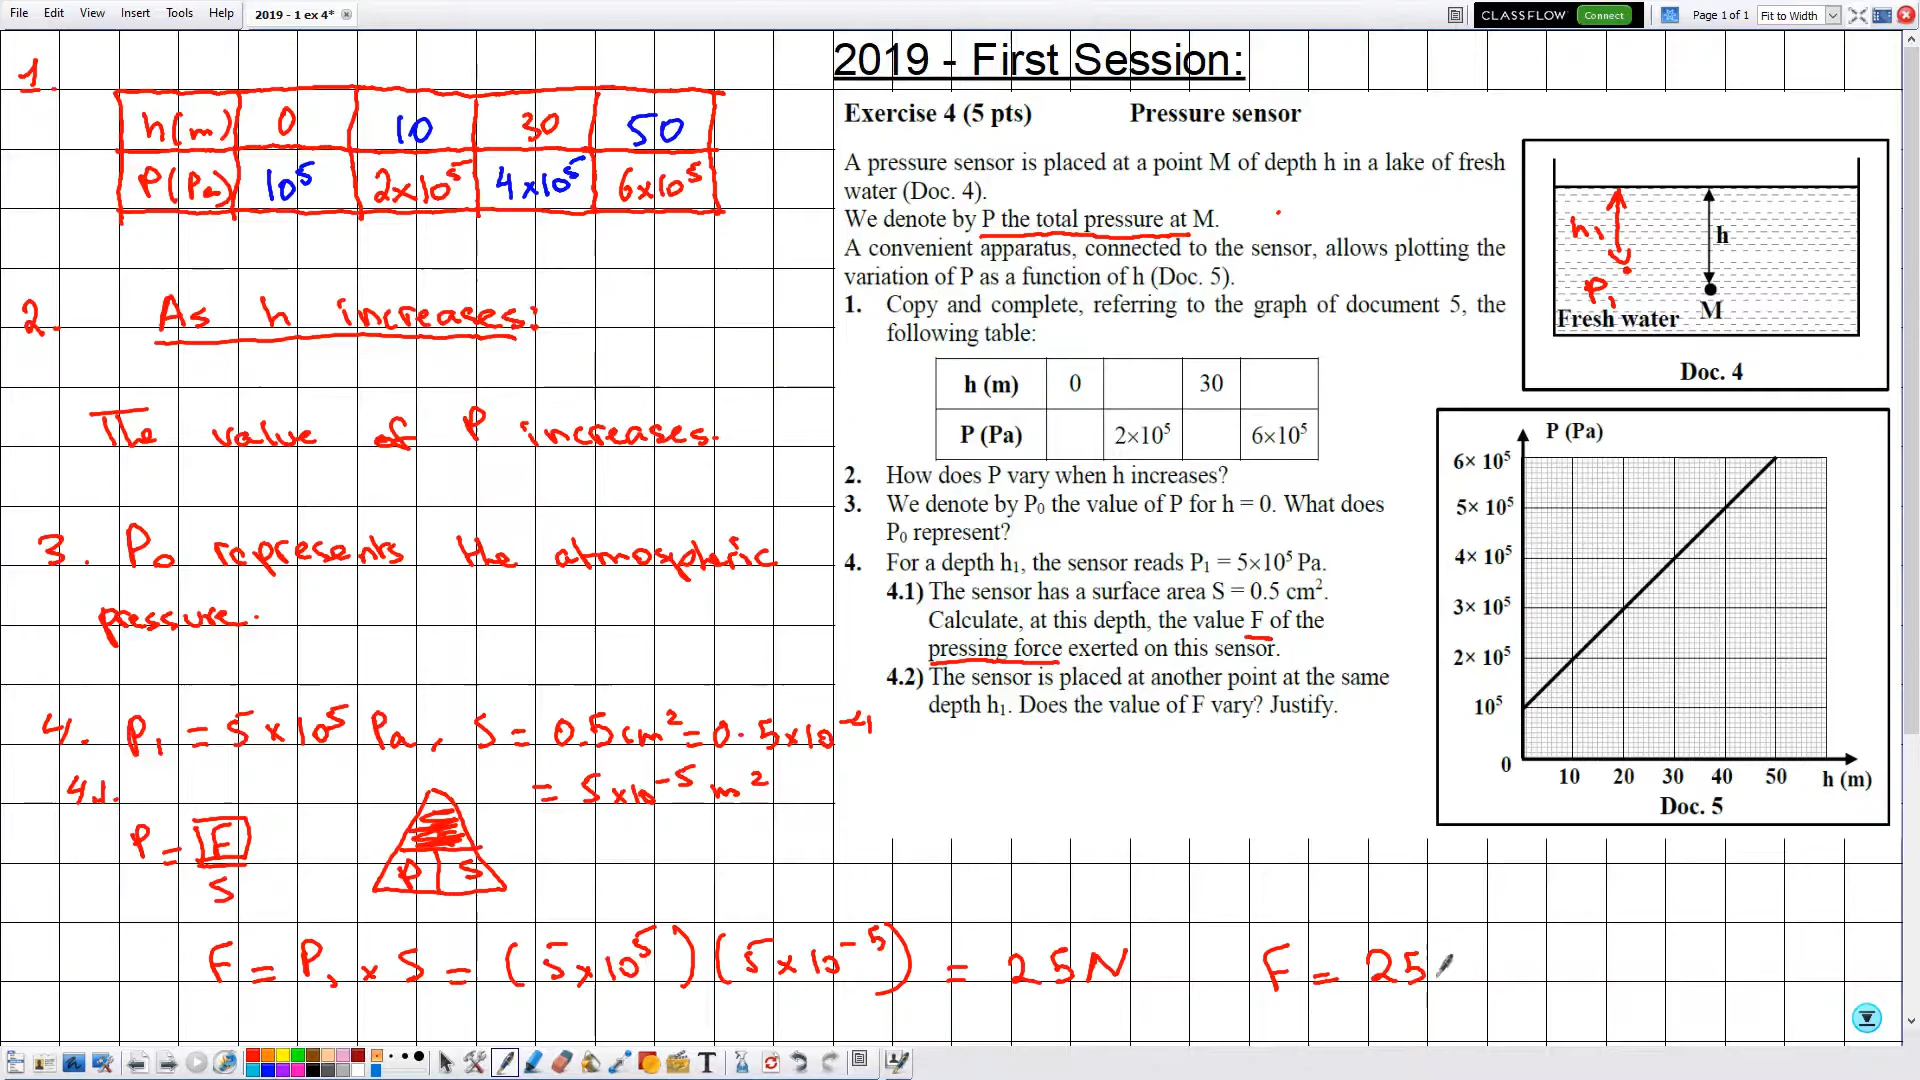 File Edit View Insert Tools Help 2019 - 1 ex 4* CLASSFLOW Connect Page 1 of 1 Fit to Width
2019 - First Session:
Exercise 4 (5 pts) Pressure sensor
A pressure sensor is placed at a point M of depth h in a lake of fresh
water (Doc. 4).
We denote by P the total pressure at M.
A convenient apparatus, connected to the sensor, allows plotting the
variation of P as a function of h (Doc. 5).
1. Copy and complete, referring to the graph of document 5, the
following table:
h (m) 0 30
P (Pa) 2×10⁵ 6×10⁵
2. How does P vary when h increases?
3. We denote by P₀ the value of P for h = 0. What does
P₀ represent?
4. For a depth h₁, the sensor reads P₁ = 5×10⁵ Pa.
4.1) The sensor has a surface area S = 0.5 cm².
Calculate, at this depth, the value F of the
pressing force exerted on this sensor.
4.2) The sensor is placed at another point at the same
depth h₁. Does the value of F vary? Justify.
h₁
h
P₁
M
Fresh water
Doc. 4
P (Pa)
6× 10⁵
5× 10⁵
4× 10⁵
3× 10⁵
2× 10⁵
10⁵
0 10 20 30 40 50 h (m)
Doc. 5
1.
h(m) 0 10 30 50
P(Pa) 10⁵ 2×10⁵ 4×10⁵ 6×10⁵
2. As h increases:
The value of P increases.
3. P₀ represents the atmospheric
pressure.
4. P₁ = 5×10⁵ Pa, S = 0.5cm² = 0.5×10⁻⁴
4.1. = 5×10⁻⁵ m²
P = F
S
P S
F = P₁ × S = (5×10⁵)(5×10⁻⁵) = 25N F = 25
T